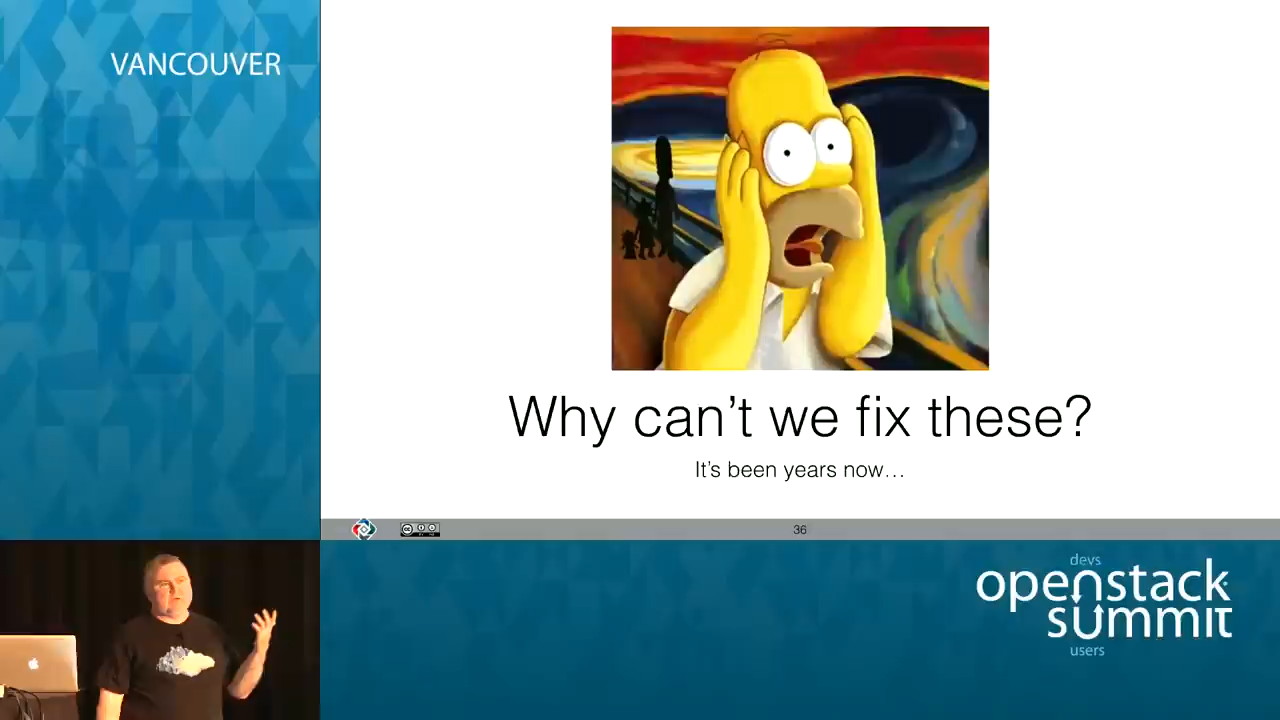 VANCOUVER
Why can't we fix these?
It's been years now…
36
devs
openstack
summit
users